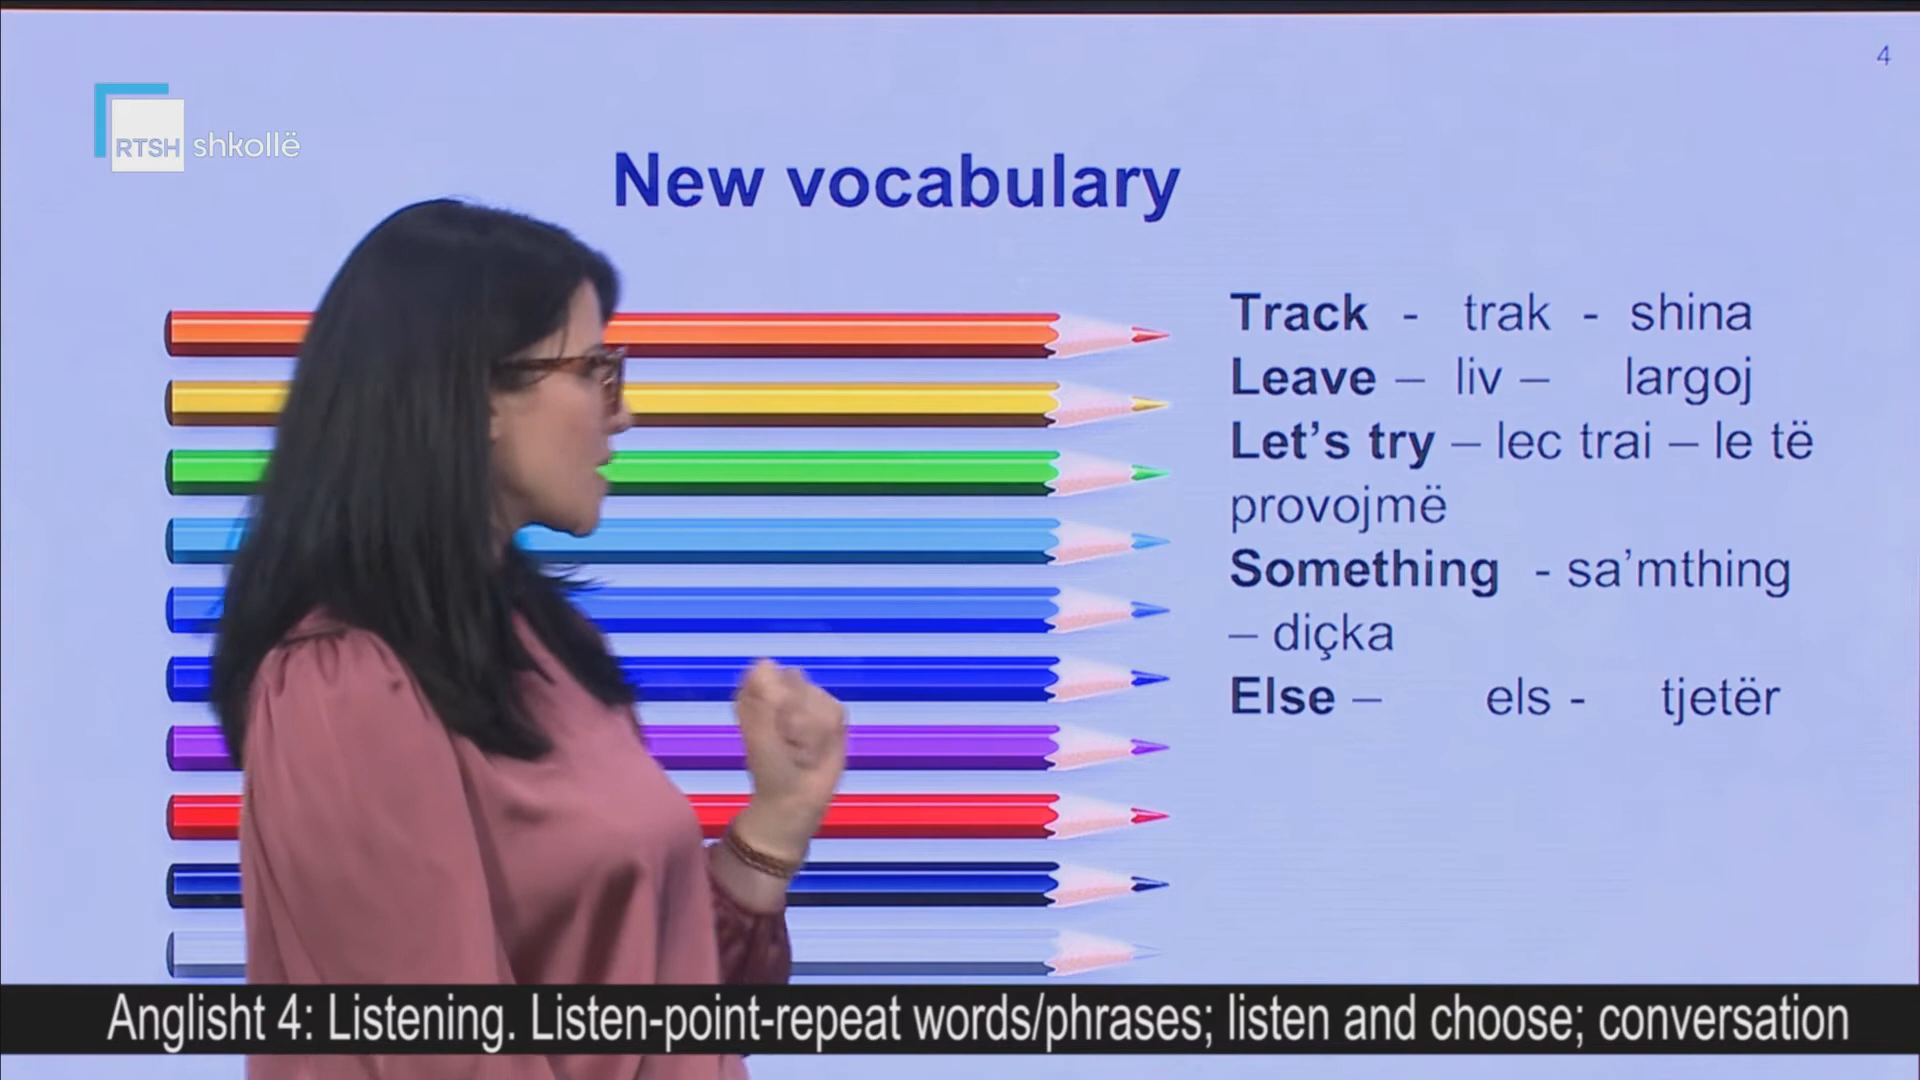 4
RTSH shkollë
New vocabulary
Track - trak - shina
Leave – liv – largoj
Let’s try – lec trai – le të
provojmë
Something - sa’mthing
– diçka
Else – els - tjetër
Anglisht 4: Listening. Listen-point-repeat words/phrases; listen and choose; conversation